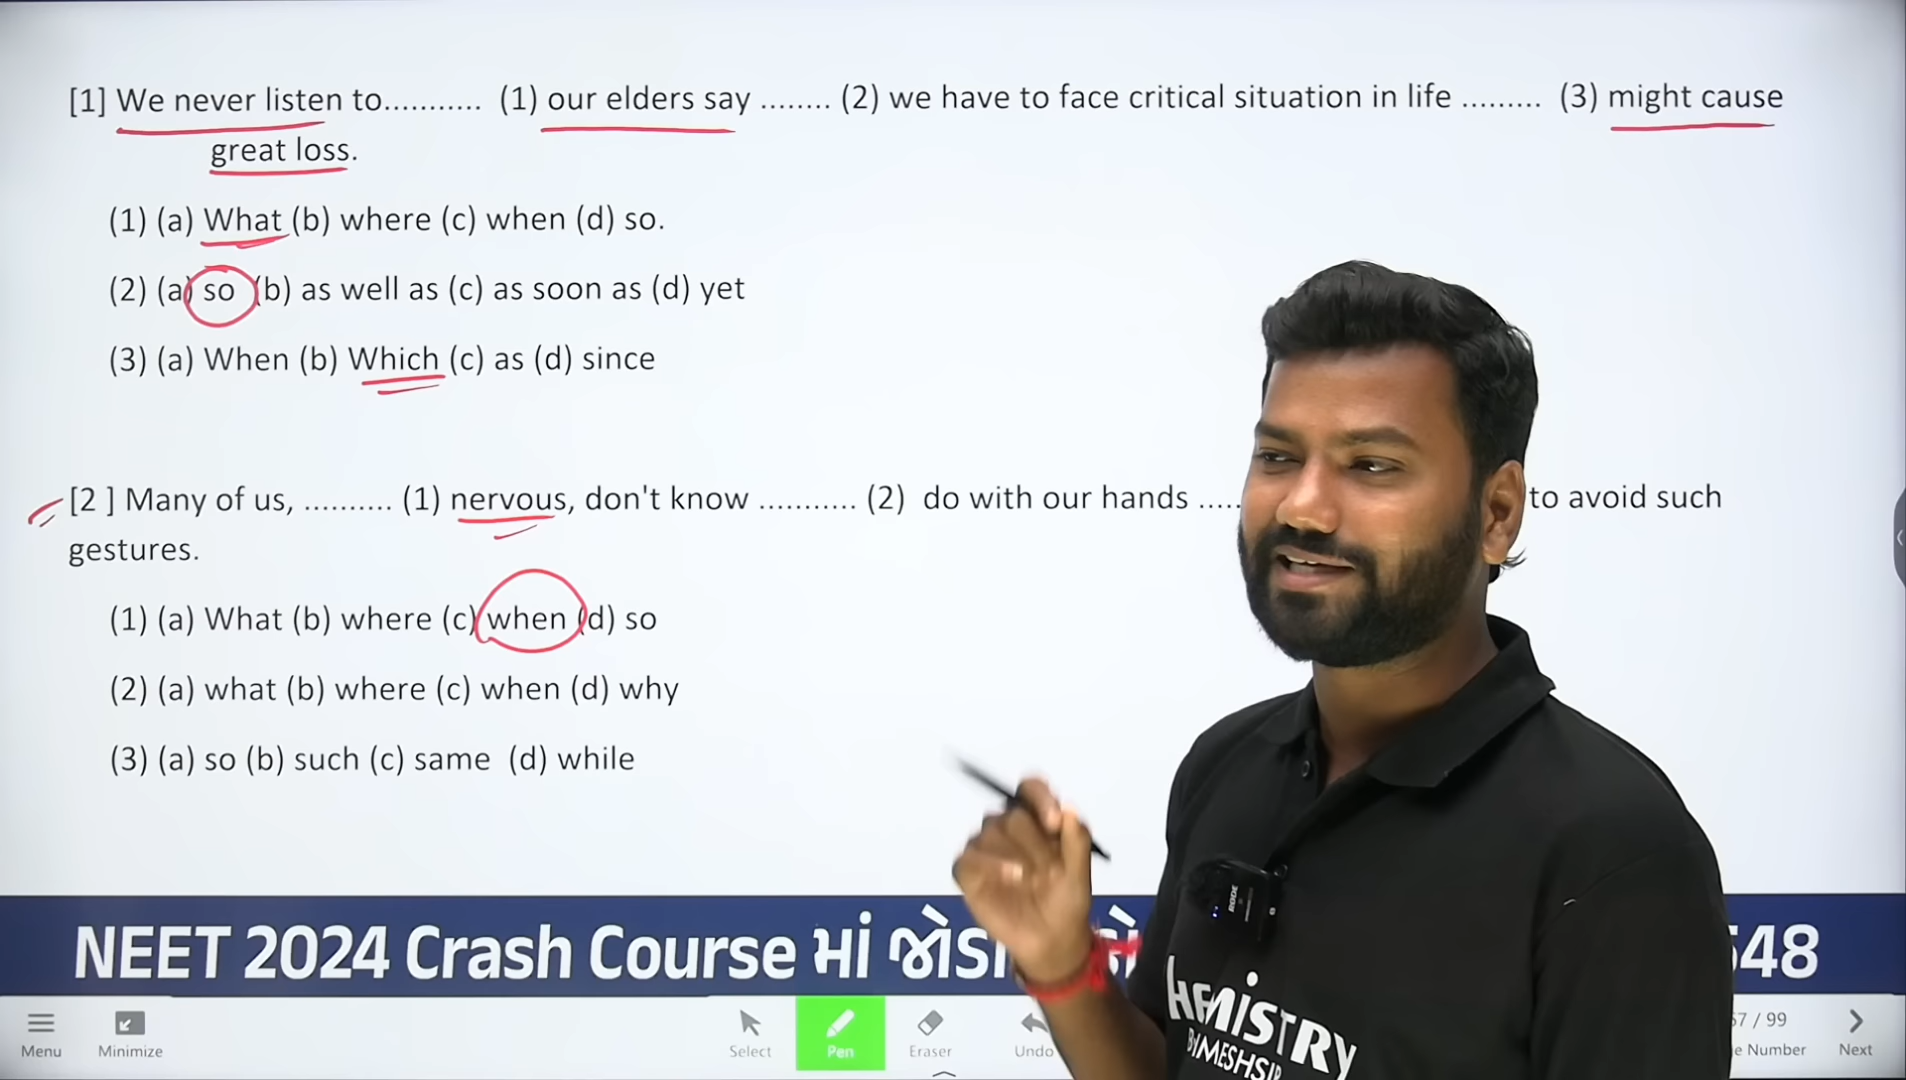 [1] We never listen to........... (1) our elders say ........ (2) we have to face critical situation in life ......... (3) might cause
great loss.
(1) (a) What (b) where (c) when (d) so.
(2) (a) so (b) as well as (c) as soon as (d) yet
(3) (a) When (b) Which (c) as (d) since
[2 ] Many of us, .......... (1) nervous, don't know ........... (2) do with our hands ..... to avoid such
gestures.
(1) (a) What (b) where (c) when (d) so
(2) (a) what (b) where (c) when (d) why
(3) (a) so (b) such (c) same (d) while
NEET 2024 Crash Course માં 548
Menu Minimize Select Pen Eraser Undo 57 / 99 Number Next
RODE
CHEMISTRY